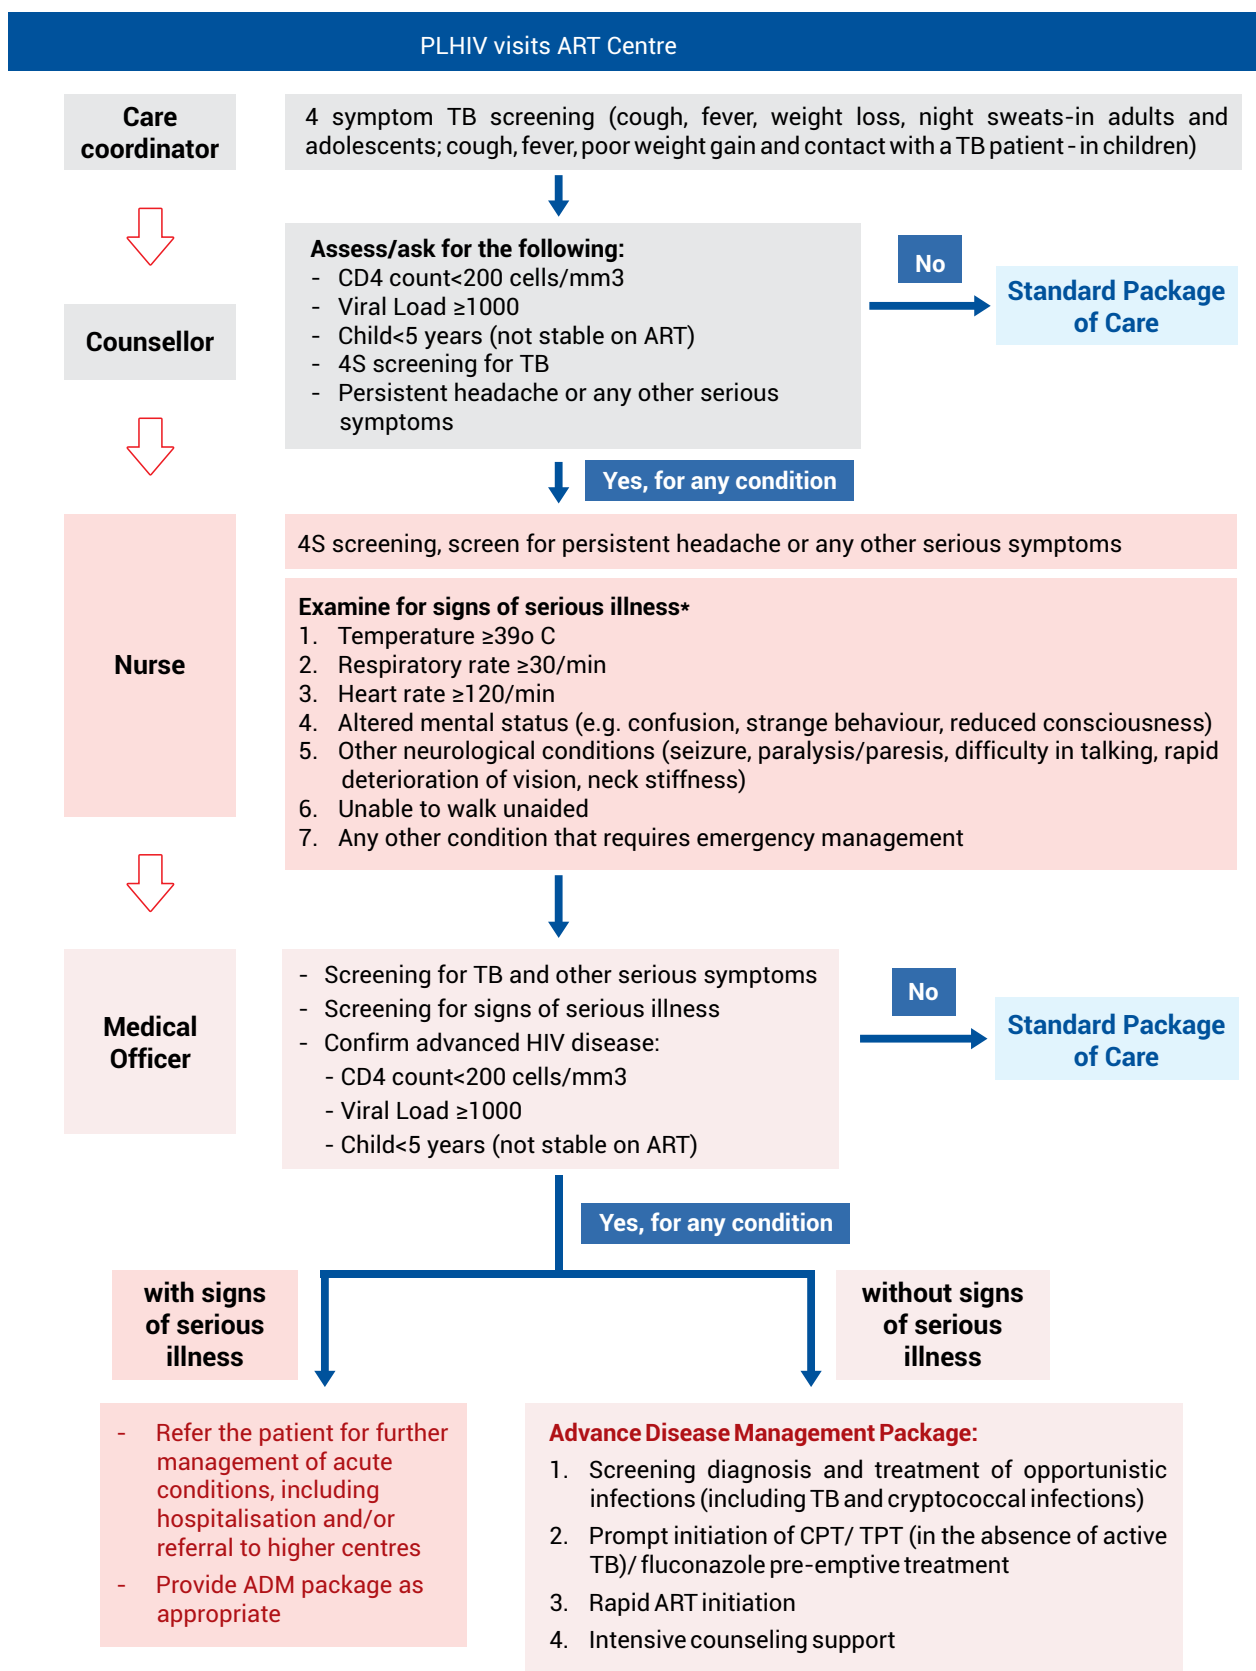 PLHIV visits ART Centre
Care
coordinator
4 symptom TB screening (cough, fever, weight loss, night sweats-in adults and
adolescents; cough, fever, poor weight gain and contact with a TB patient - in children)
Counsellor
Assess/ask for the following:
- CD4 count<200 cells/mm3
- Viral Load ≥1000
- Child<5 years (not stable on ART)
- 4S screening for TB
- Persistent headache or any other serious
symptoms
No
Standard Package
of Care
Yes, for any condition
Nurse
4S screening, screen for persistent headache or any other serious symptoms
Examine for signs of serious illness*
1. Temperature ≥39o C
2. Respiratory rate ≥30/min
3. Heart rate ≥120/min
4. Altered mental status (e.g. confusion, strange behaviour, reduced consciousness)
5. Other neurological conditions (seizure, paralysis/paresis, difficulty in talking, rapid
deterioration of vision, neck stiffness)
6. Unable to walk unaided
7. Any other condition that requires emergency management
Medical
Officer
- Screening for TB and other serious symptoms
- Screening for signs of serious illness
- Confirm advanced HIV disease:
- CD4 count<200 cells/mm3
- Viral Load ≥1000
- Child<5 years (not stable on ART)
No
Standard Package
of Care
Yes, for any condition
with signs
of serious
illness
without signs
of serious
illness
- Refer the patient for further
management of acute
conditions, including
hospitalisation and/or
referral to higher centres
- Provide ADM package as
appropriate
Advance Disease Management Package:
1. Screening diagnosis and treatment of opportunistic
infections (including TB and cryptococcal infections)
2. Prompt initiation of CPT/ TPT (in the absence of active
TB)/ fluconazole pre-emptive treatment
3. Rapid ART initiation
4. Intensive counseling support